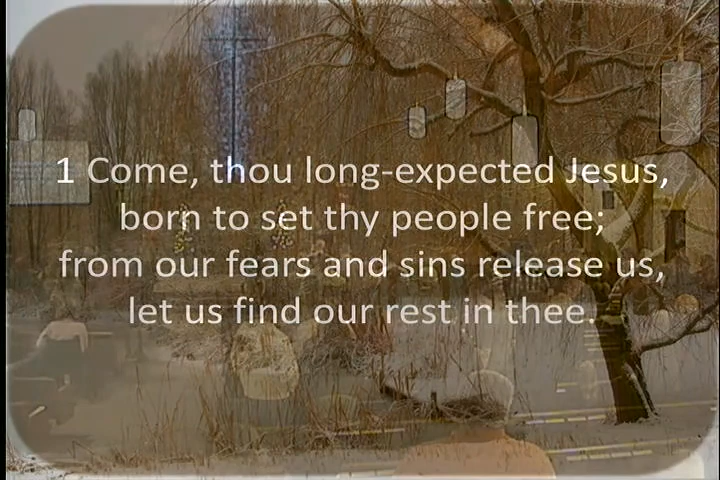 1 Come, thou long-expected Jesus,
born to set thy people free;
from our fears and sins release us,
let us find our rest in thee.